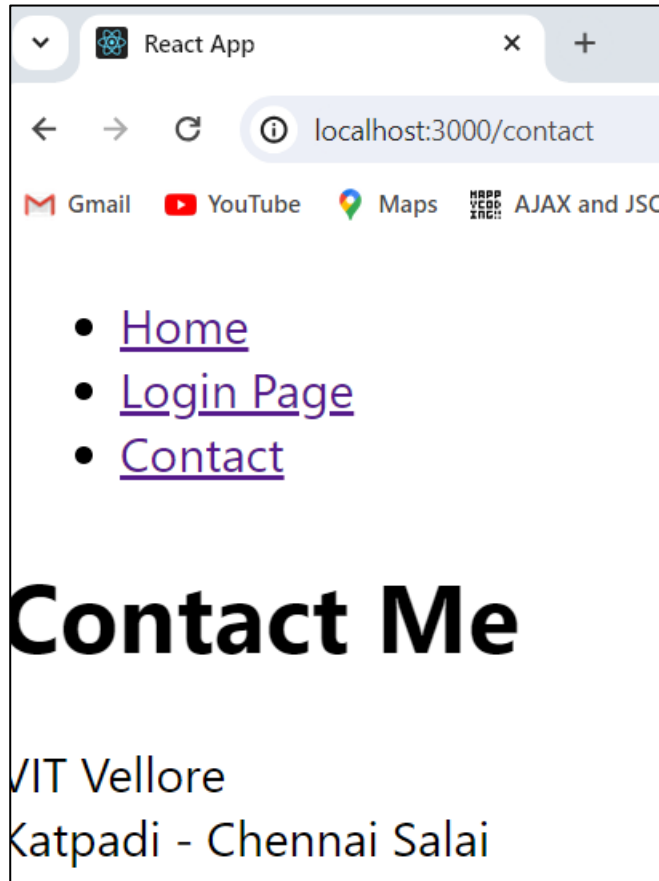 React App
localhost:3000/contact
Gmail YouTube Maps AJAX and JSO
Home
Login Page
Contact
Contact Me
VIT Vellore
Katpadi - Chennai Salai